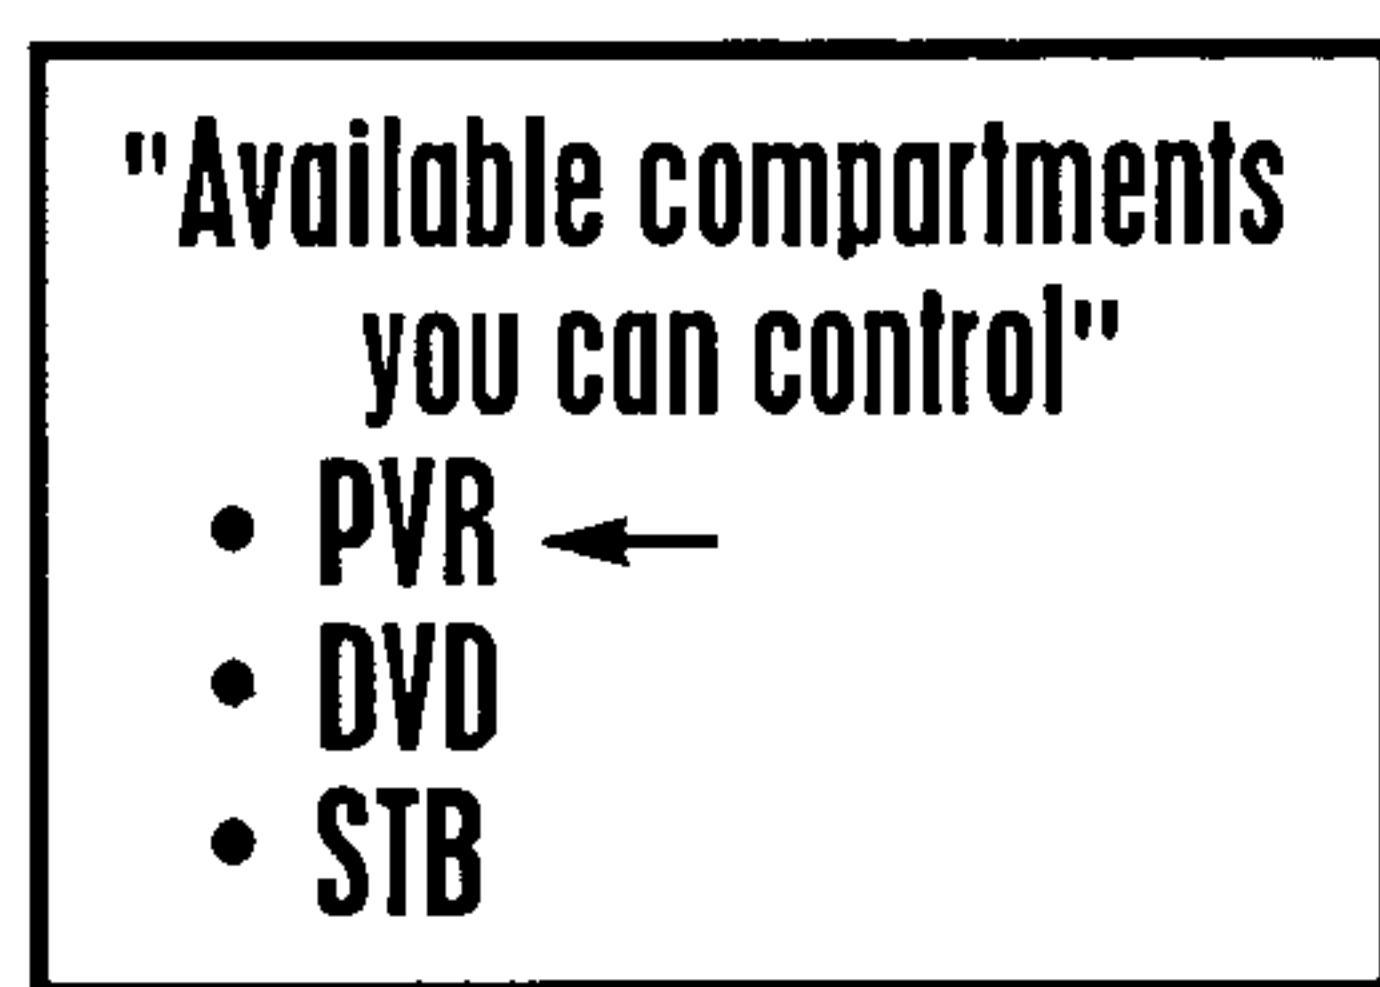 "Available compartments
you can control"
• PVR
• DVD
• STB